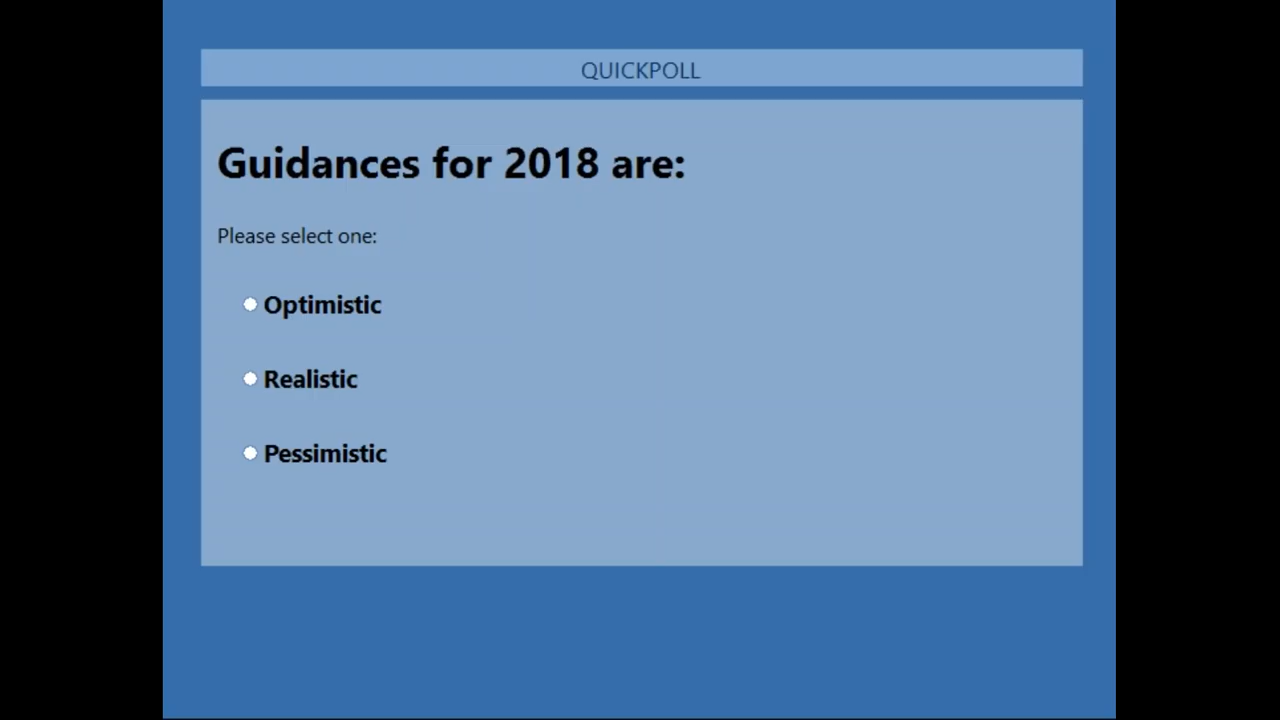 QUICKPOLL
Guidances for 2018 are:
Please select one:
Optimistic
Realistic
Pessimistic